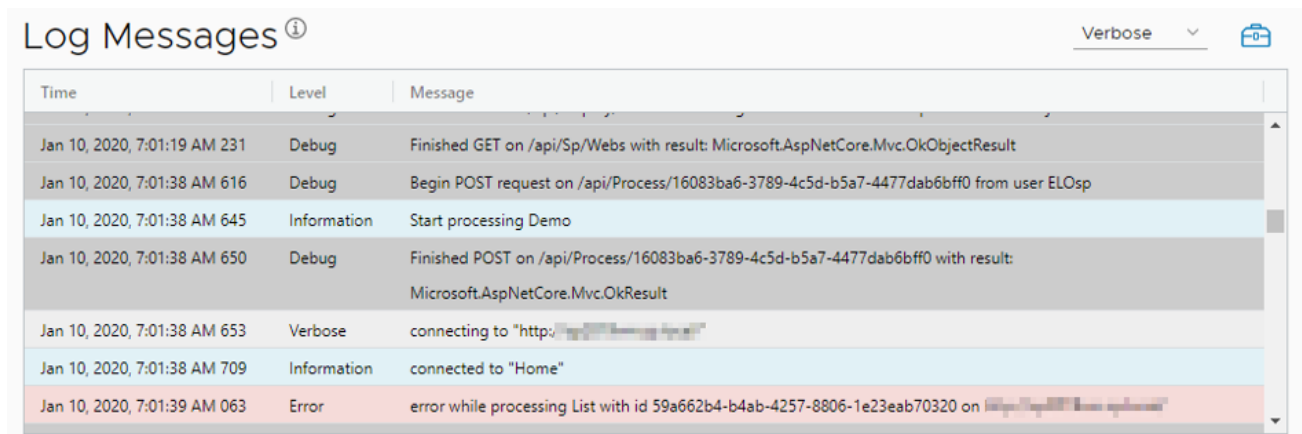 Log Messages
Verbose
Time Level Message
Jan 10, 2020, 7:01:19 AM 231 Debug Finished GET on /api/Sp/Webs with result: Microsoft.AspNetCore.Mvc.OkObjectResult
Jan 10, 2020, 7:01:38 AM 616 Debug Begin POST request on /api/Process/16083ba6-3789-4c5d-b5a7-4477dab6bff0 from user ELOsp
Jan 10, 2020, 7:01:38 AM 645 Information Start processing Demo
Jan 10, 2020, 7:01:38 AM 650 Debug Finished POST on /api/Process/16083ba6-3789-4c5d-b5a7-4477dab6bff0 with result:
Microsoft.AspNetCore.Mvc.OkResult
Jan 10, 2020, 7:01:38 AM 653 Verbose connecting to "http:/
Jan 10, 2020, 7:01:38 AM 709 Information connected to "Home"
Jan 10, 2020, 7:01:39 AM 063 Error error while processing List with id 59a662b4-b4ab-4257-8806-1e23eab70320 on